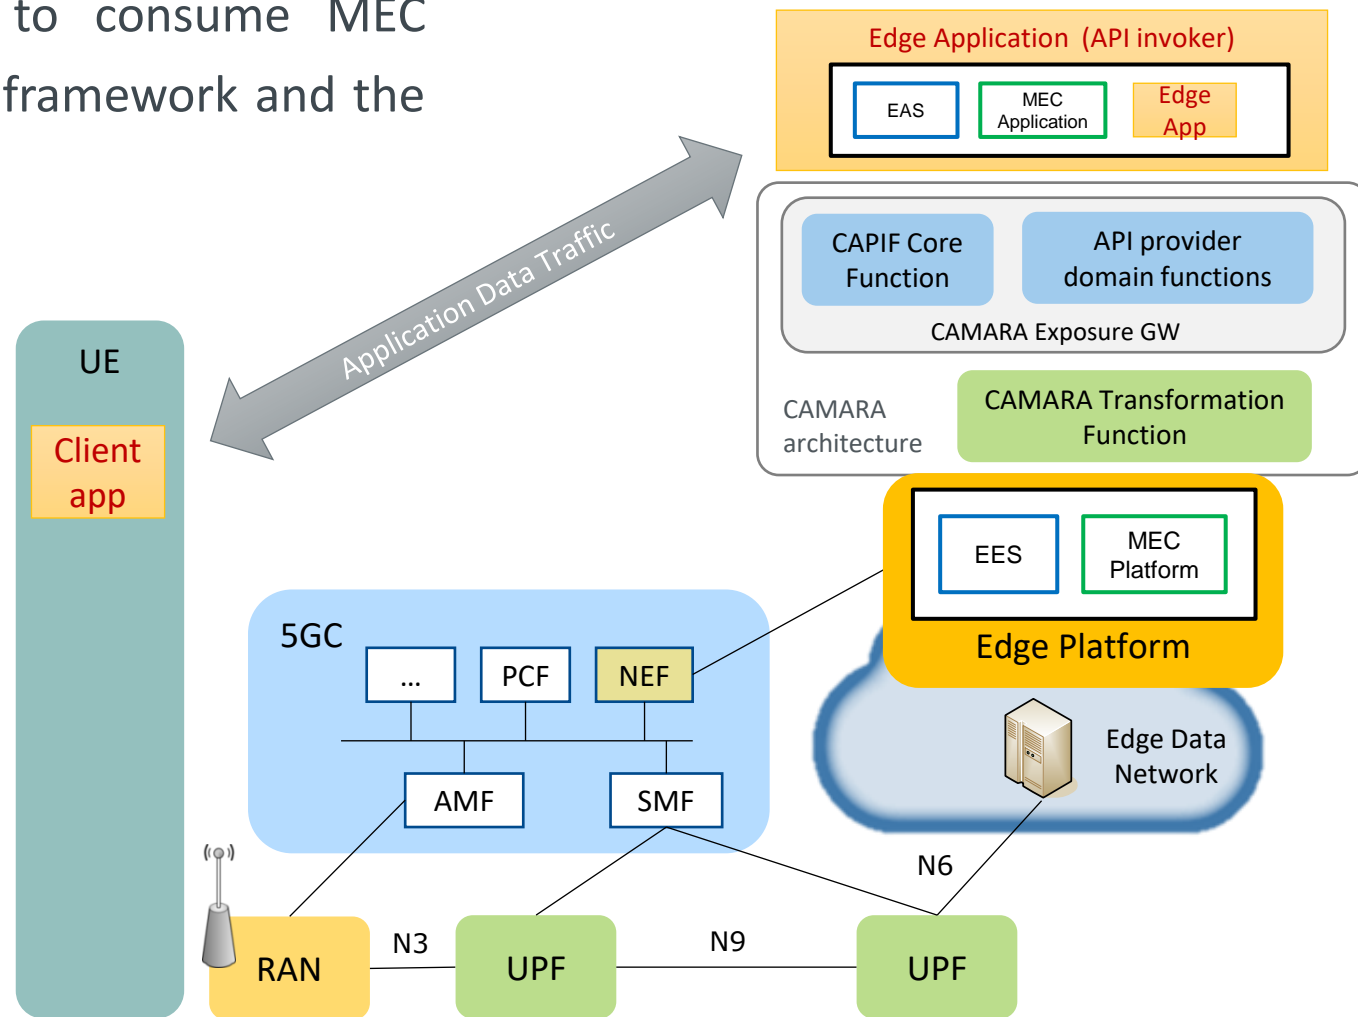 to consume MEC
framework and the
Edge Application (API invoker)
EAS
MEC
Application
Edge
App
Application Data Traffic
CAPIF Core
Function
API provider
domain functions
CAMARA Exposure GW
UE
Client
app
CAMARA
architecture
CAMARA Transformation
Function
EES
MEC
Platform
Edge Platform
5GC
...
PCF
NEF
Edge Data
Network
AMF
SMF
N6
RAN
N3
UPF
N9
UPF